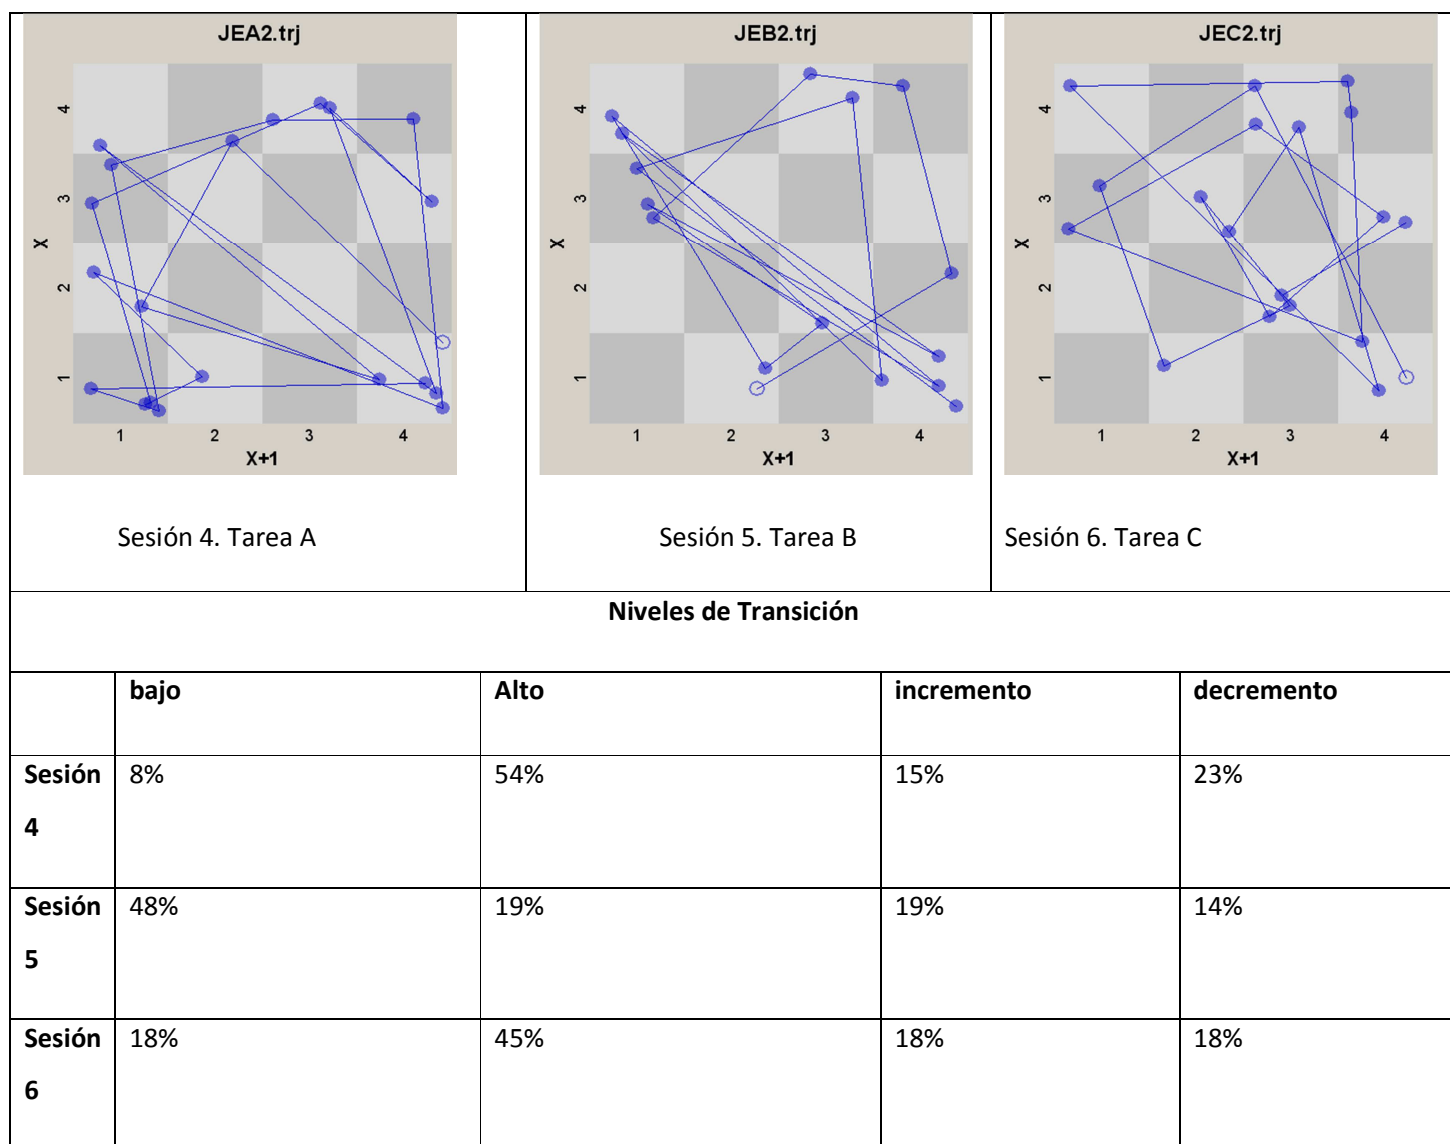 JEA2.trj
JEB2.trj
JEC2.trj
4
3
2
1
X
1 2 3 4
X+1
4
3
2
1
X
1 2 3 4
X+1
4
3
2
1
X
1 2 3 4
X+1
Sesión 4. Tarea A
Sesión 5. Tarea B
Sesión 6. Tarea C
Niveles de Transición
bajo Alto incremento decremento
Sesión 4 8% 54% 15% 23%
Sesión 5 48% 19% 19% 14%
Sesión 6 18% 45% 18% 18%